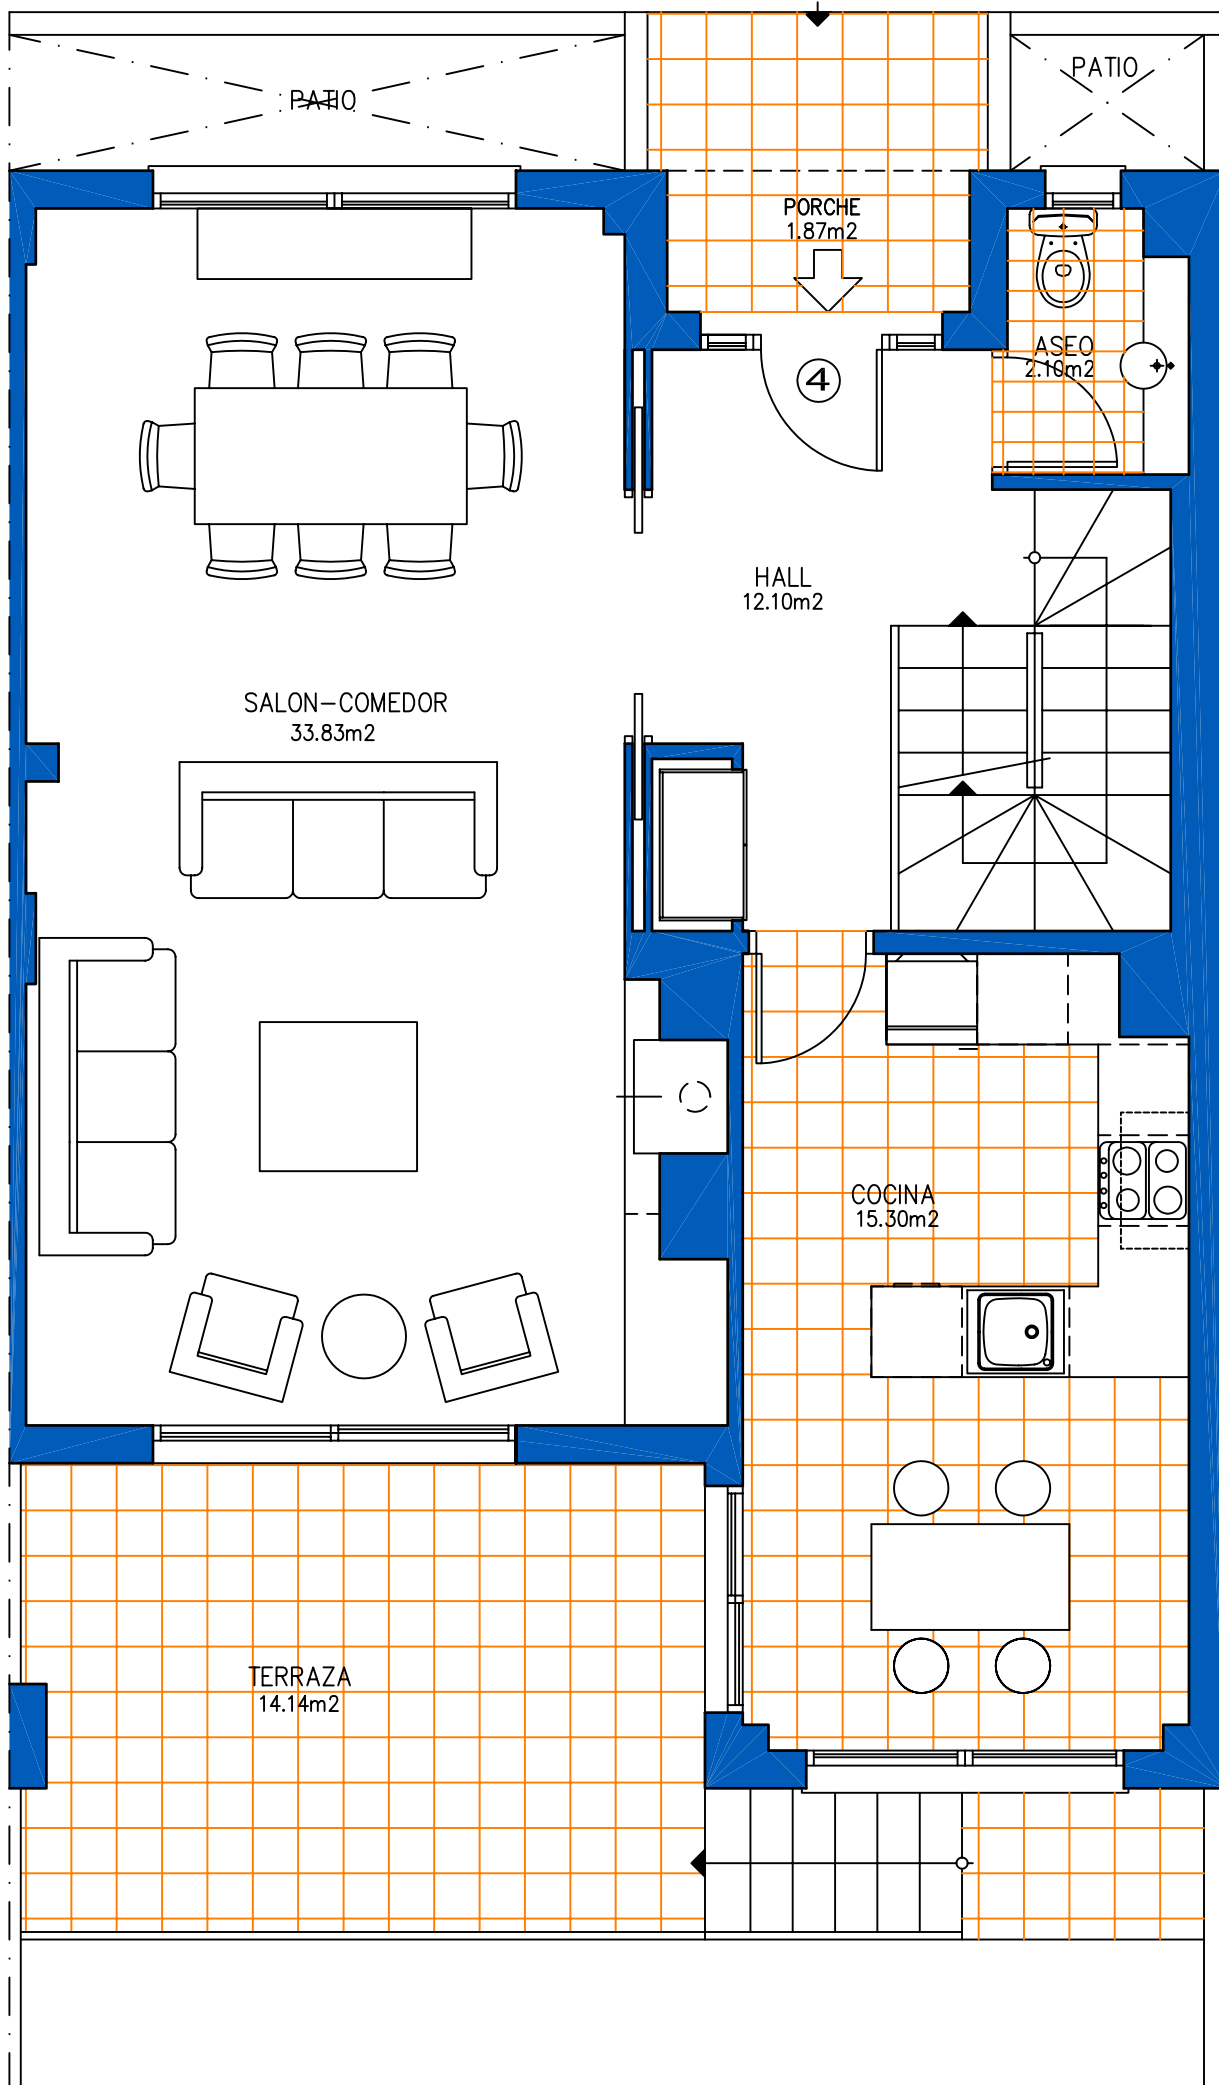 PATIO
PATIO
PORCHE
1.87m2
ASEO
2.10m2
4
HALL
12.10m2
SALON-COMEDOR
33.83m2
COCINA
15.30m2
TERRAZA
14.14m2